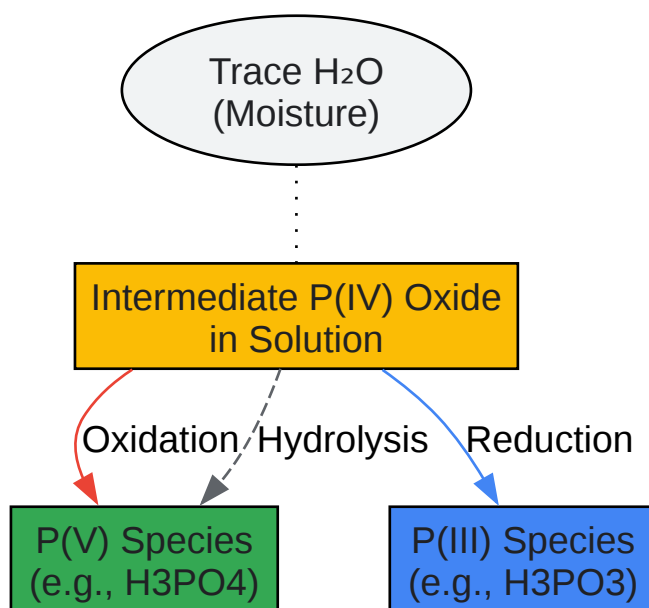 Trace H₂O
(Moisture)
Intermediate P(IV) Oxide
in Solution
Oxidation
Hydrolysis
Reduction
P(V) Species
(e.g., H3PO4)
P(III) Species
(e.g., H3PO3)